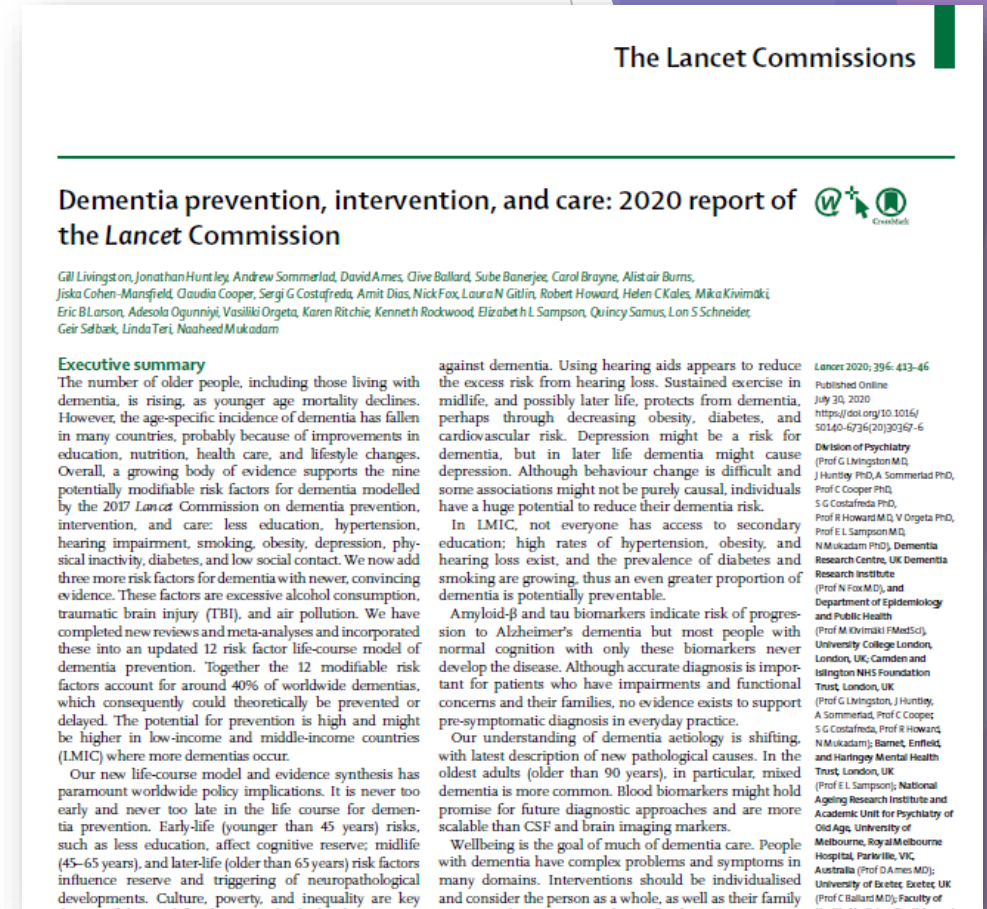 The Lancet Commissions
Dementia prevention, intervention, and care: 2020 report of
the Lancet Commission
CrossMark
Gill Livingston, Jonathan Huntley, Andrew Sommerlad, David Ames, Clive Ballard, Sube Banerjee, Carol Brayne, Alistair Burns,
Jiska Cohen-Mansfield, Claudia Cooper, Sergi G Costafreda, Amit Dias, Nick Fox, Laura N Gitlin, Robert Howard, Helen C Kales, Mika Kivimäki,
Eric B Larson, Adesola Ogunniyi, Vasiliki Orgeta, Karen Ritchie, Kenneth Rockwood, Elizabeth L Sampson, Quincy Samus, Lon S Schneider,
Geir Selbæk, Linda Teri, Naaheed Mukadam
Executive summary
The number of older people, including those living with
dementia, is rising, as younger age mortality declines.
However, the age-specific incidence of dementia has fallen
in many countries, probably because of improvements in
education, nutrition, health care, and lifestyle changes.
Overall, a growing body of evidence supports the nine
potentially modifiable risk factors for dementia modelled
by the 2017 Lancet Commission on dementia prevention,
intervention, and care: less education, hypertension,
hearing impairment, smoking, obesity, depression, phy-
sical inactivity, diabetes, and low social contact. We now add
three more risk factors for dementia with newer, convincing
evidence. These factors are excessive alcohol consumption,
traumatic brain injury (TBI), and air pollution. We have
completed new reviews and meta-analyses and incorporated
these into an updated 12 risk factor life-course model of
dementia prevention. Together the 12 modifiable risk
factors account for around 40% of worldwide dementias,
which consequently could theoretically be prevented or
delayed. The potential for prevention is high and might
be higher in low-income and middle-income countries
(LMIC) where more dementias occur.
Our new life-course model and evidence synthesis has
paramount worldwide policy implications. It is never too
early and never too late in the life course for demen-
tia prevention. Early-life (younger than 45 years) risks,
such as less education, affect cognitive reserve; midlife
(45–65 years), and later-life (older than 65 years) risk factors
influence reserve and triggering of neuropathological
developments. Culture, poverty, and inequality are key
against dementia. Using hearing aids appears to reduce
the excess risk from hearing loss. Sustained exercise in
midlife, and possibly later life, protects from dementia,
perhaps through decreasing obesity, diabetes, and
cardiovascular risk. Depression might be a risk for
dementia, but in later life dementia might cause
depression. Although behaviour change is difficult and
some associations might not be purely causal, individuals
have a huge potential to reduce their dementia risk.
In LMIC, not everyone has access to secondary
education; high rates of hypertension, obesity, and
hearing loss exist, and the prevalence of diabetes and
smoking are growing, thus an even greater proportion of
dementia is potentially preventable.
Amyloid-β and tau biomarkers indicate risk of progres-
sion to Alzheimer's dementia but most people with
normal cognition with only these biomarkers never
develop the disease. Although accurate diagnosis is impor-
tant for patients who have impairments and functional
concerns and their families, no evidence exists to support
pre-symptomatic diagnosis in everyday practice.
Our understanding of dementia aetiology is shifting,
with latest description of new pathological causes. In the
oldest adults (older than 90 years), in particular, mixed
dementia is more common. Blood biomarkers might hold
promise for future diagnostic approaches and are more
scalable than CSF and brain imaging markers.
Wellbeing is the goal of much of dementia care. People
with dementia have complex problems and symptoms in
many domains. Interventions should be individualised
and consider the person as a whole, as well as their family
Lancet 2020; 396: 413–46
Published Online
July 30, 2020
https://doi.org/10.1016/
S0140-6736(20)30367-6
Division of Psychiatry
(Prof G Livingston MD,
J Huntley PhD, A Sommerlad PhD,
Prof C Cooper PhD,
S G Costafreda PhD,
Prof R Howard MD, V Orgeta PhD,
Prof E L Sampson MD,
N Mukadam PhD), Dementia
Research Centre, UK Dementia
Research Institute
(Prof N Fox MD), and
Department of Epidemiology
and Public Health
(Prof M Kivimäki FMedSci),
University College London,
London, UK; Camden and
Islington NHS Foundation
Trust, London, UK
(Prof G Livingston, J Huntley,
A Sommerlad, Prof C Cooper,
S G Costafreda, Prof R Howard,
N Mukadam); Barnet, Enfield,
and Haringey Mental Health
Trust, London, UK
(Prof E L Sampson); National
Ageing Research Institute and
Academic Unit for Psychiatry of
Old Age, University of
Melbourne, Royal Melbourne
Hospital, Parkville, VIC,
Australia (Prof D Ames MD);
University of Exeter, Exeter, UK
(Prof C Ballard MD); Faculty of